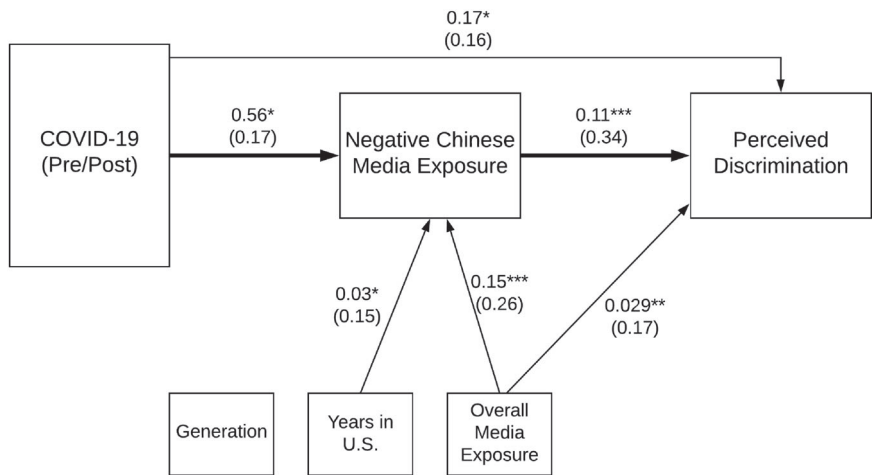 0.17*
(0.16)
COVID-19
(Pre/Post)
0.56*
(0.17)
Negative Chinese
Media Exposure
0.11***
(0.34)
Perceived
Discrimination
0.03*
(0.15)
0.15***
(0.26)
0.029**
(0.17)
Generation
Years in
U.S.
Overall
Media
Exposure